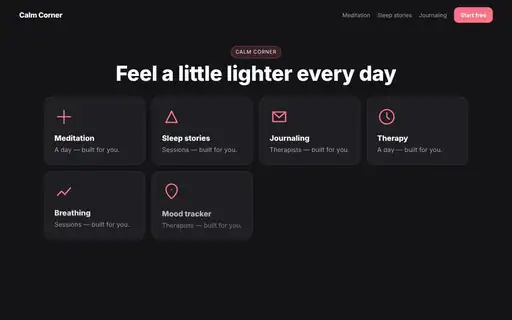 Calm Corner
Meditation Sleep stories Journaling Start free
CALM CORNER
Feel a little lighter every day
Meditation
A day — built for you.
Sleep stories
Sessions — built for you.
Journaling
Therapists — built for you.
Therapy
A day — built for you.
Breathing
Sessions — built for you.
Mood tracker
Therapists — built for you.